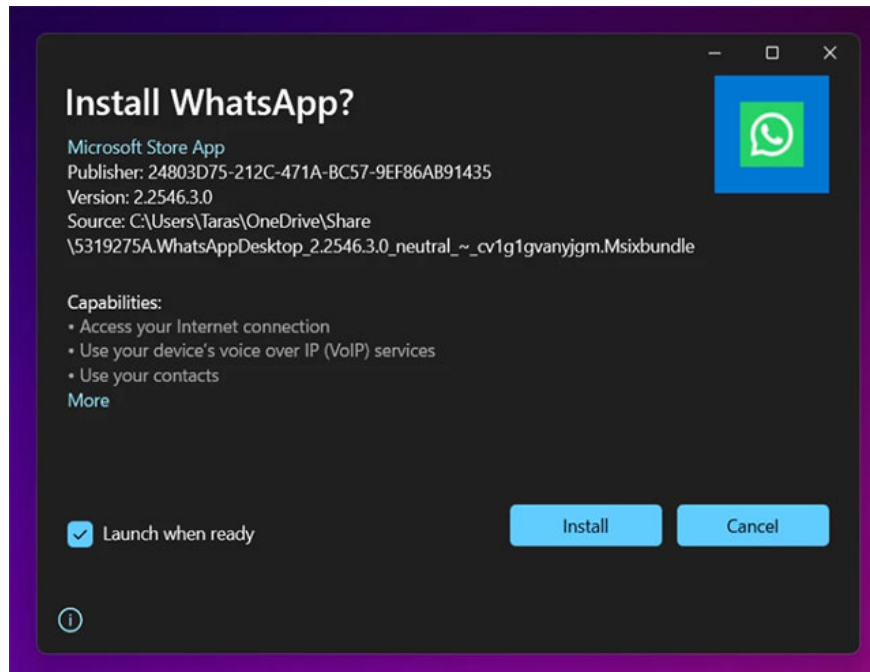 Install WhatsApp?
Microsoft Store App
Publisher: 24803D75-212C-471A-BC57-9EF86AB91435
Version: 2.2546.3.0
Source: C:\Users\Taras\OneDrive\Share
\5319275A.WhatsAppDesktop_2.2546.3.0_neutral_~_cv1g1gvanyjgm.Msixbundle
Capabilities:
• Access your Internet connection
• Use your device's voice over IP (VoIP) services
• Use your contacts
More
Launch when ready
Install
Cancel